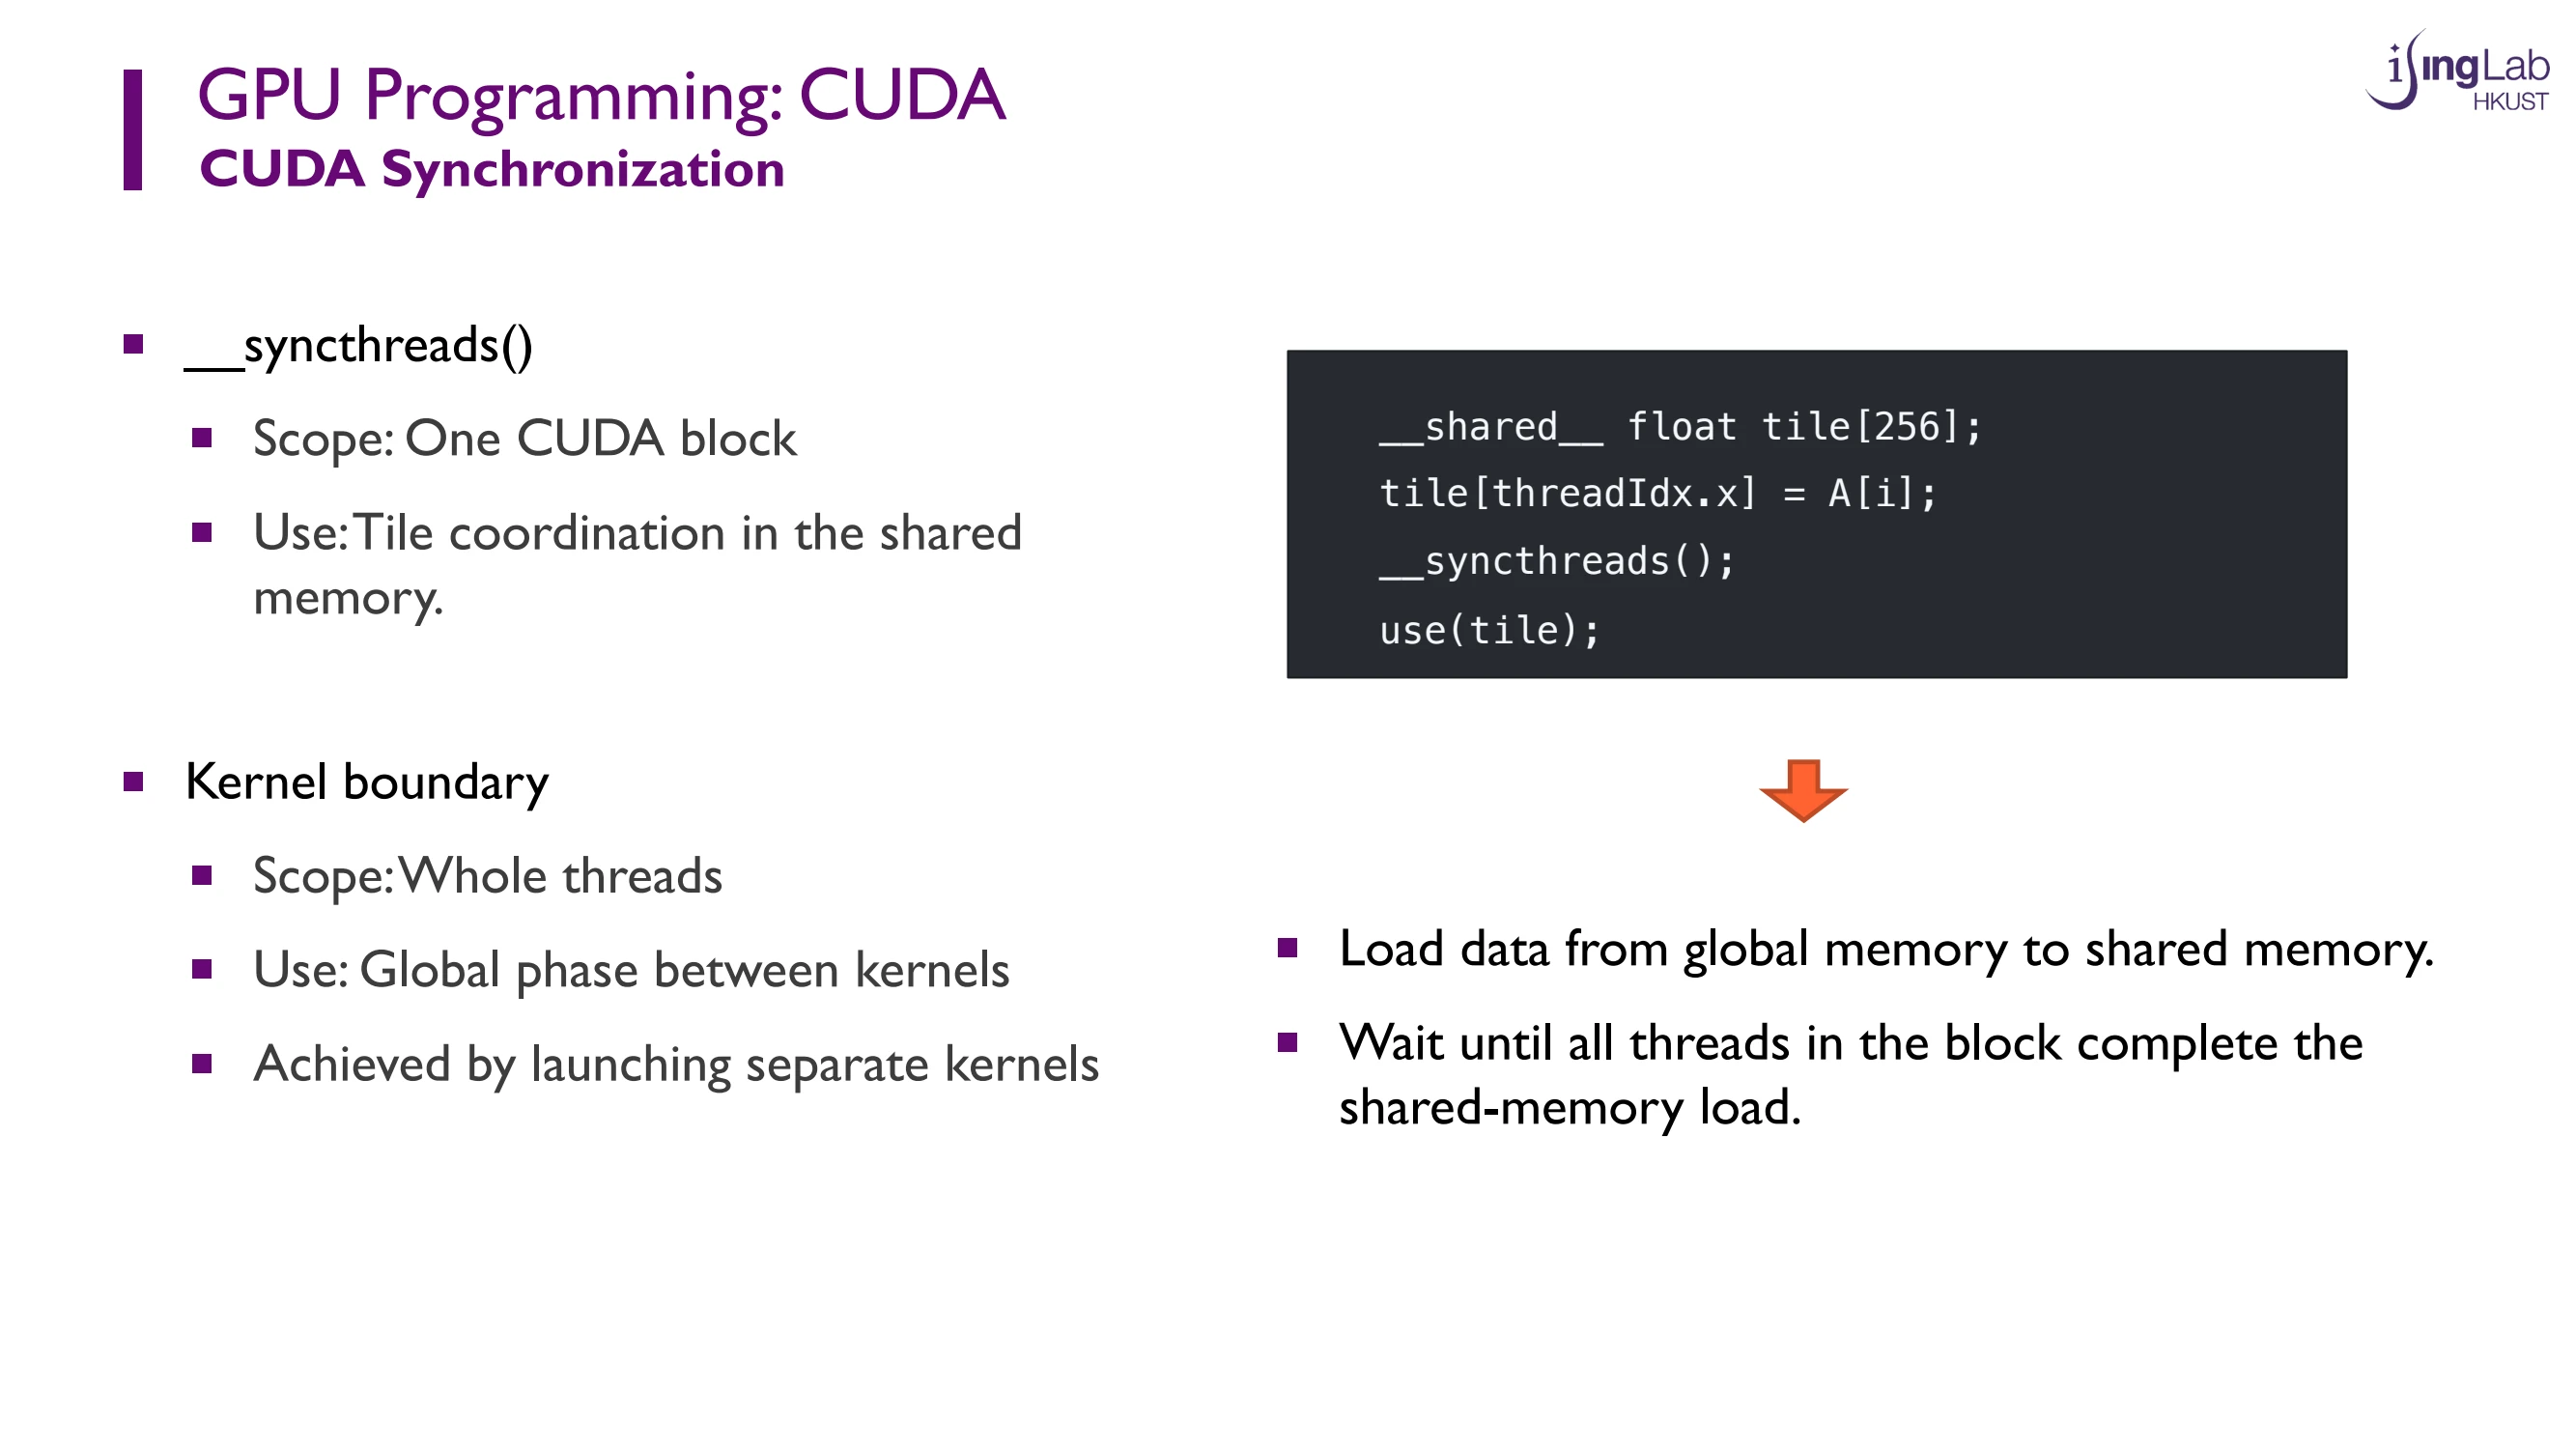 GPU Programming: CUDA
CUDA Synchronization
iSingLab
HKUST
__syncthreads()
Scope: One CUDA block
Use: Tile coordination in the shared
memory.
Kernel boundary
Scope: Whole threads
Use: Global phase between kernels
Achieved by launching separate kernels
__shared__ float tile[256];
tile[threadIdx.x] = A[i];
__syncthreads();
use(tile);
Load data from global memory to shared memory.
Wait until all threads in the block complete the
shared-memory load.